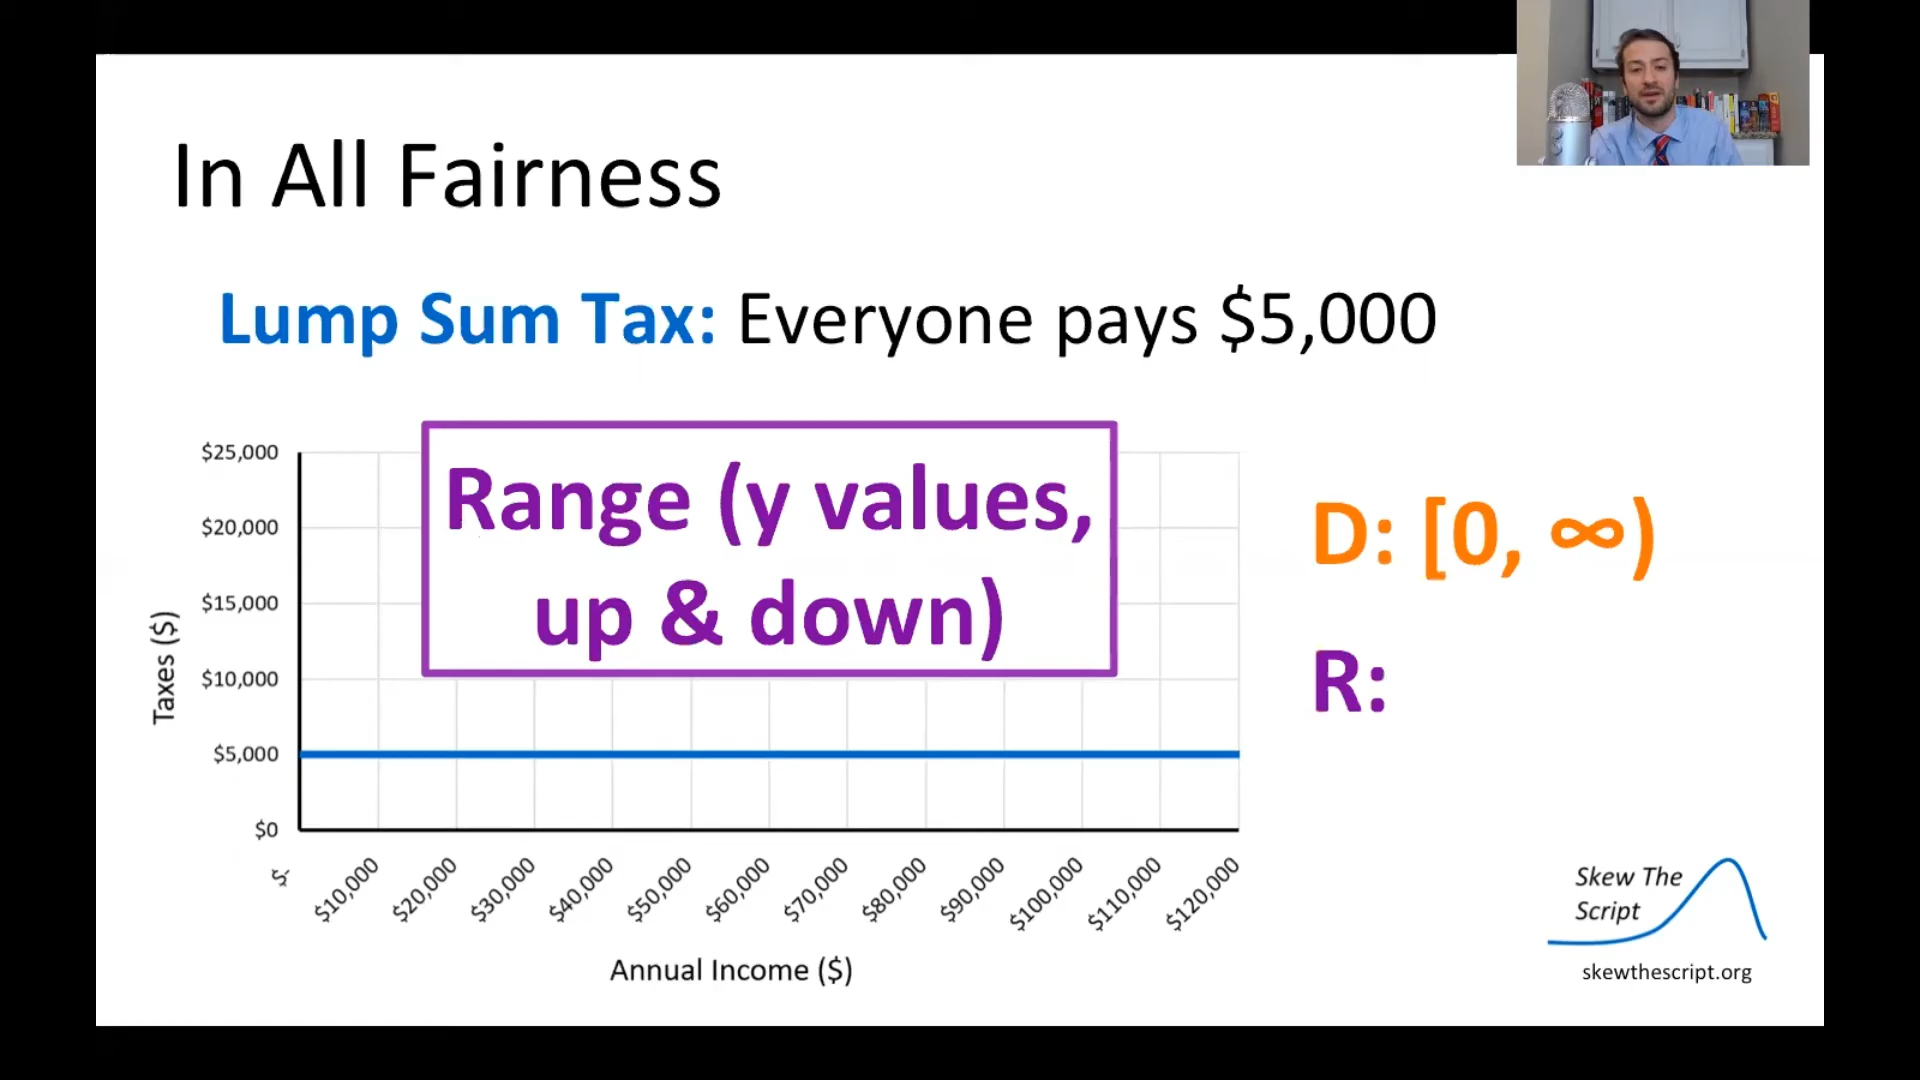 In All Fairness
Lump Sum Tax: Everyone pays $5,000
Range (y values,
up & down)
D: [0, ∞)
R:
Taxes ($)
$25,000
$20,000
$15,000
$10,000
$5,000
$0
$-
$10,000
$20,000
$30,000
$40,000
$50,000
$60,000
$70,000
$80,000
$90,000
$100,000
$110,000
$120,000
Annual Income ($)
Skew The
Script
skewthescript.org